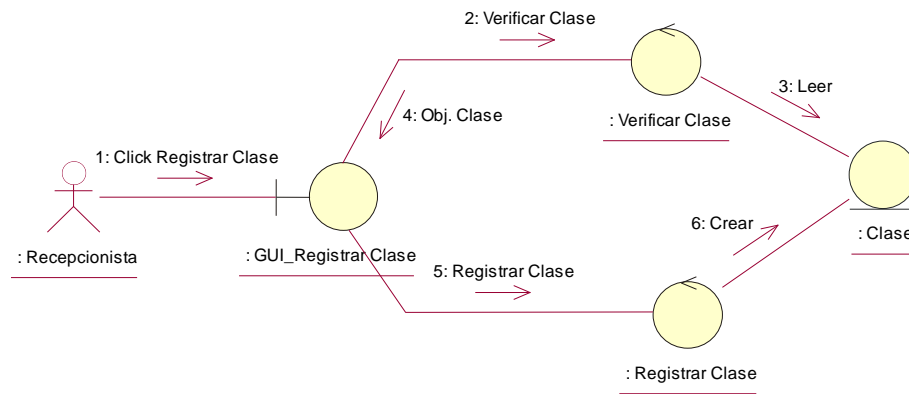 2: Verificar Clase
3: Leer
4: Obj. Clase
: Verificar Clase
1: Click Registrar Clase
6: Crear
: Clase
: Recepcionista
: GUI_Registrar Clase
5: Registrar Clase
: Registrar Clase